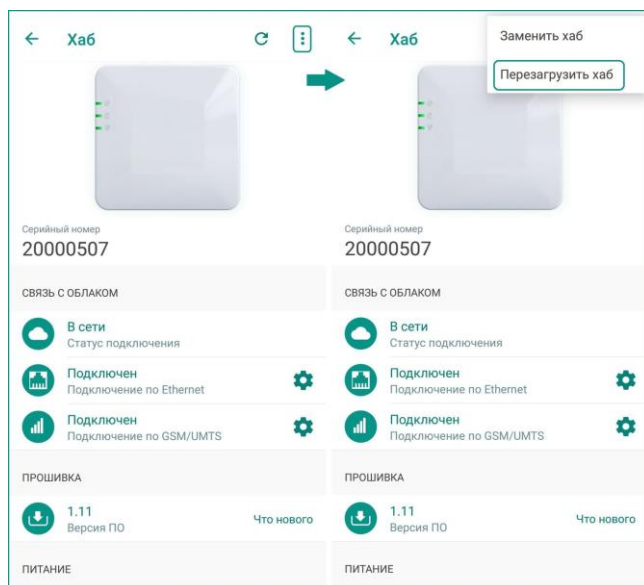 Хаб
Серийный номер
20000507
СВЯЗЬ С ОБЛАКОМ
В сети
Статус подключения
Подключен
Подключение по Ethernet
Подключен
Подключение по GSM/UMTS
ПРОШИВКА
1.11
Версия ПО
Что нового
ПИТАНИЕ
Хаб
Заменить хаб
Перезагрузить хаб
Серийный номер
20000507
СВЯЗЬ С ОБЛАКОМ
В сети
Статус подключения
Подключен
Подключение по Ethernet
Подключен
Подключение по GSM/UMTS
ПРОШИВКА
1.11
Версия ПО
Что нового
ПИТАНИЕ